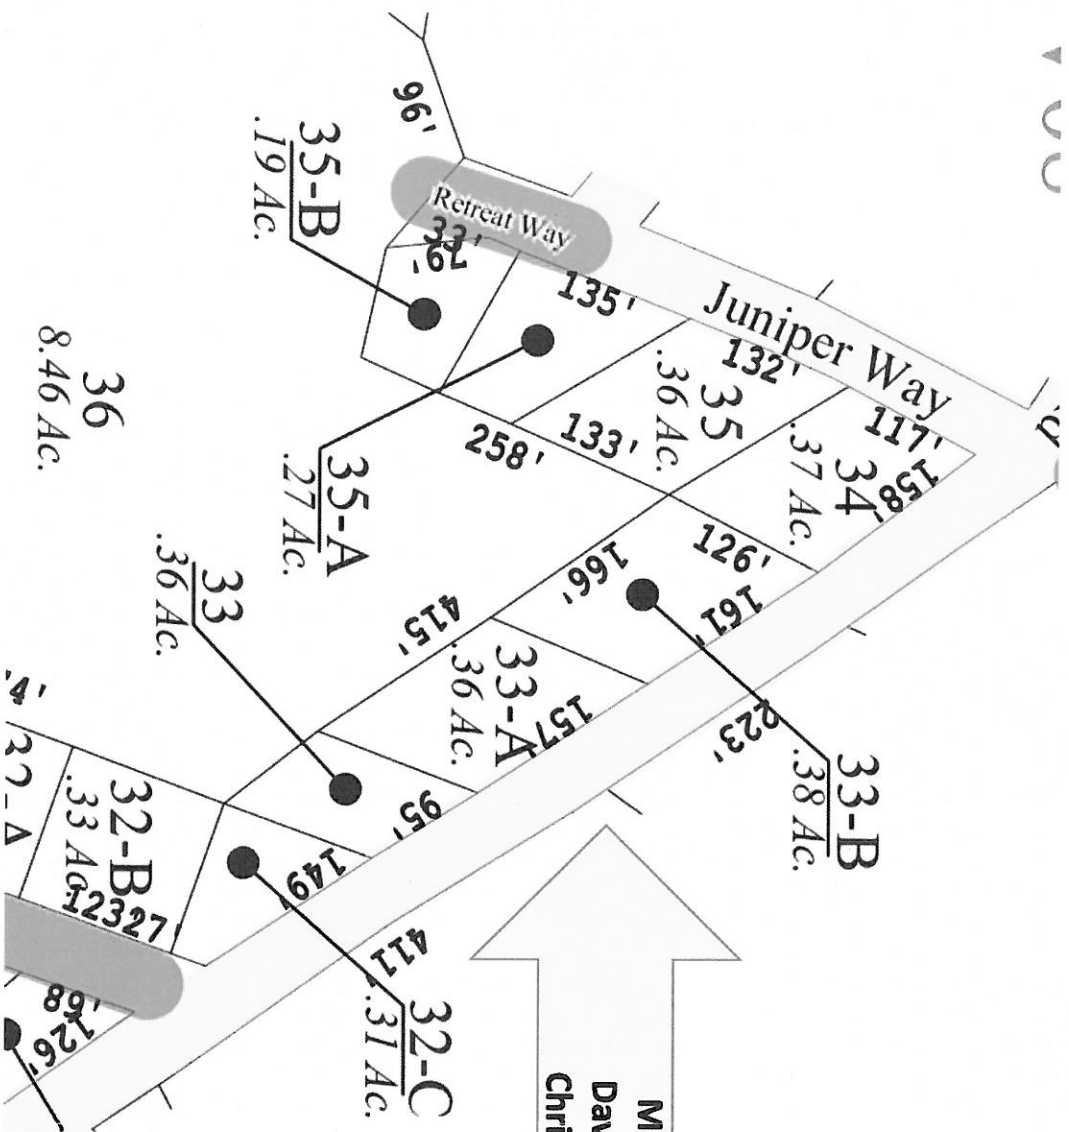 96'
35-B
.19 Ac.
Retreat Way
33'
79'
135'
Juniper Way
132'
35
.36 Ac.
117'
34
.37 Ac.
158'
133'
258'
36
8.46 Ac.
35-A
.27 Ac.
126'
166'
161'
33
.36 Ac.
415'
33-A
.36 Ac.
157'
223'
33-B
.38 Ac.
95'
32-B
.33 Ac.
149'
411'
32-C
.31 Ac.
32-A
27'
126'